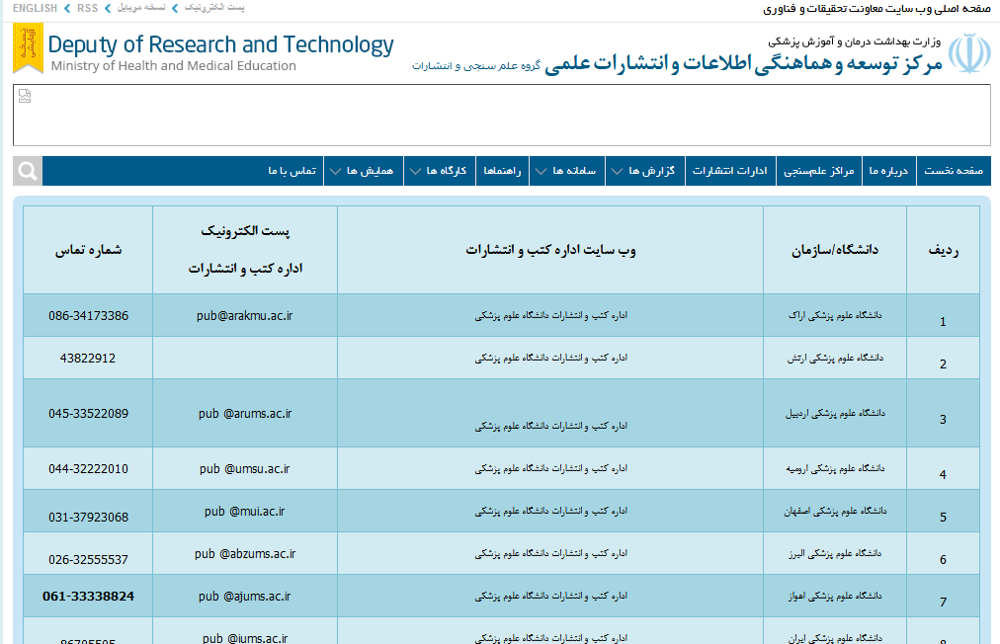 صفحه اصلی وب سایت معاونت تحقیقات و فناوری
پست الکترونیک
نسخه موبایل
RSS
ENGLISH
وزارت بهداشت درمان و آموزش پزشکی
مرکز توسعه و هماهنگی اطلاعات و انتشارات علمی گروه علم سنجی و انتشارات
Deputy of Research and Technology
Ministry of Health and Medical Education
نسخه آزمایشی
صفحه نخست درباره ما مراکز علم‌سنجی ادارات انتشارات گزارش ها سامانه ها راهنماها کارگاه ها همایش ها تماس با ما
ردیف دانشگاه/سازمان وب سایت اداره کتب و انتشارات پست الکترونیک شماره تماس
اداره کتب و انتشارات
1 دانشگاه علوم پزشکی اراک اداره کتب و انتشارات دانشگاه علوم پزشکی pub@arakmu.ac.ir 086-34173386
2 دانشگاه علوم پزشکی ارتش اداره کتب و انتشارات دانشگاه علوم پزشکی 43822912
3 دانشگاه علوم پزشکی اردبیل اداره کتب و انتشارات دانشگاه علوم پزشکی pub @arums.ac.ir 045-33522089
4 دانشگاه علوم پزشکی ارومیه اداره کتب و انتشارات دانشگاه علوم پزشکی pub @umsu.ac.ir 044-32222010
5 دانشگاه علوم پزشکی اصفهان اداره کتب و انتشارات دانشگاه علوم پزشکی pub @mui.ac.ir 031-37923068
6 دانشگاه علوم پزشکی البرز اداره کتب و انتشارات دانشگاه علوم پزشکی pub @abzums.ac.ir 026-32555537
7 دانشگاه علوم پزشکی اهواز اداره کتب و انتشارات دانشگاه علوم پزشکی pub @ajums.ac.ir 061-33338824
8 دانشگاه علوم پزشکی ایران اداره کتب و انتشارات دانشگاه علوم پزشکی pub @iums.ac.ir